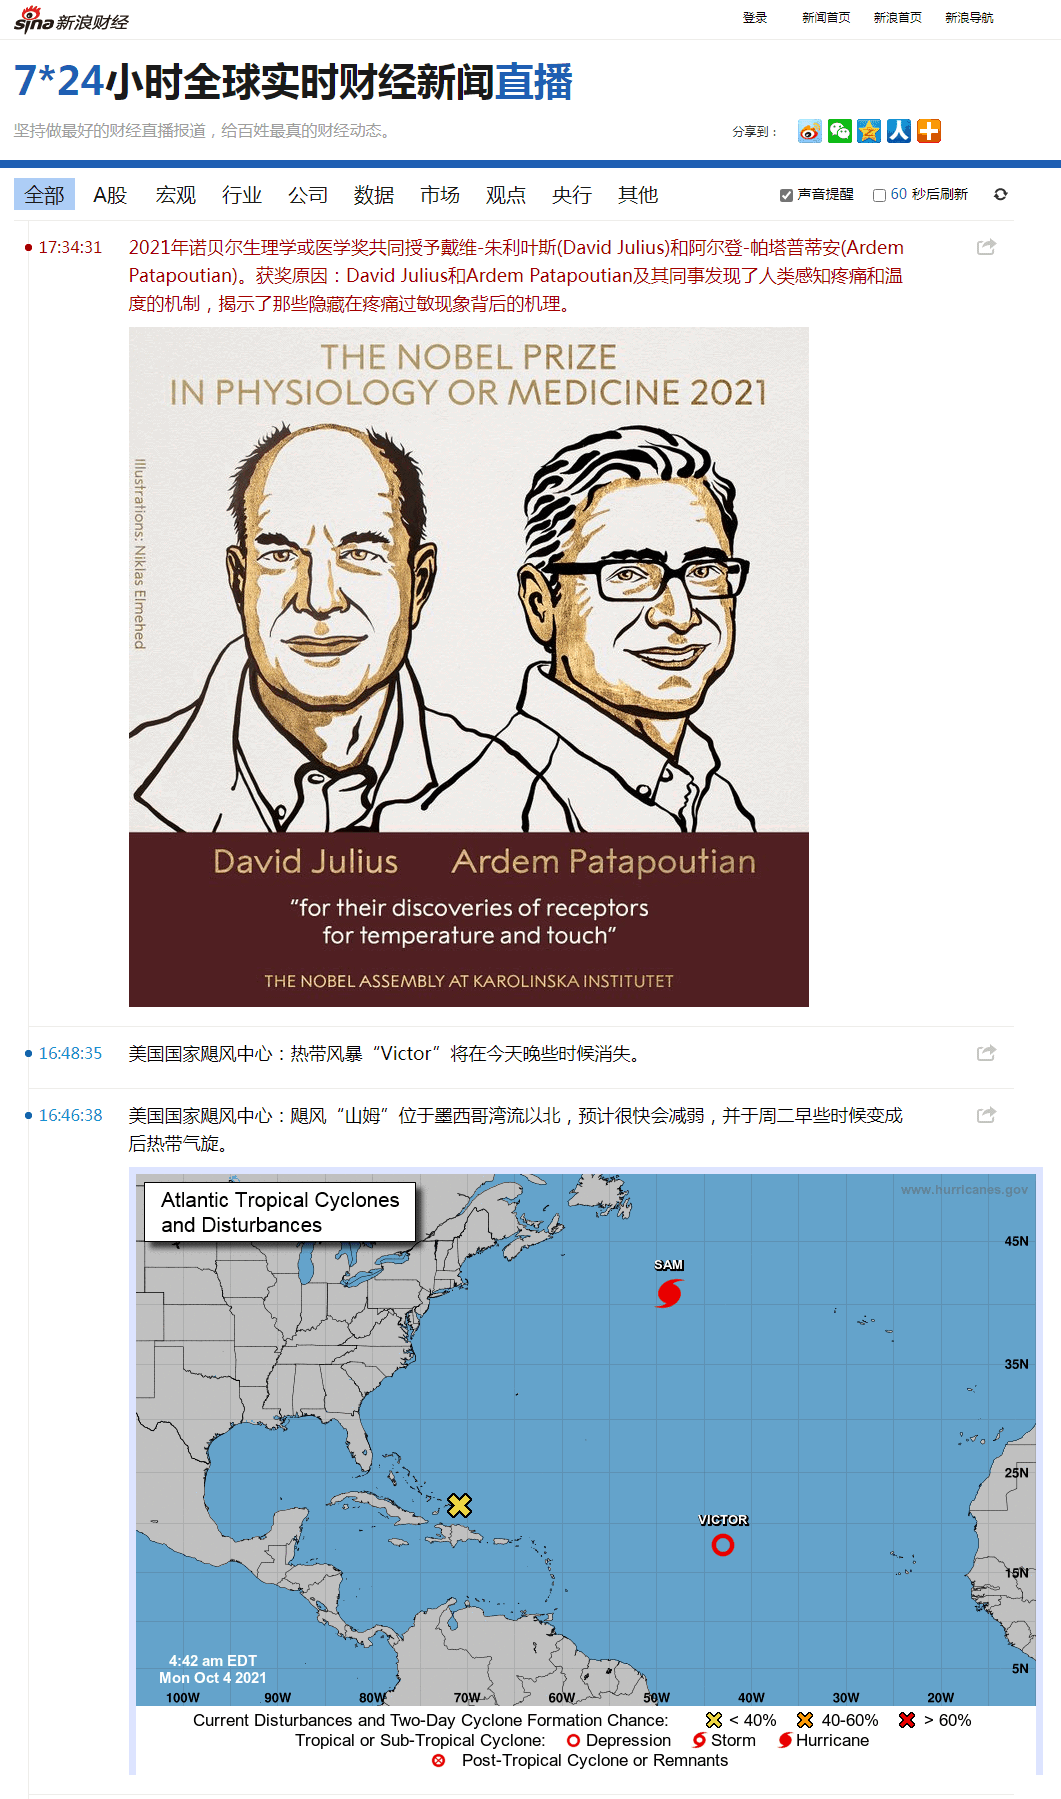 sina 新浪财经
登录 新闻首页 新浪首页 新浪导航
7*24小时全球实时财经新闻直播
坚持做最好的财经直播报道，给百姓最真的财经动态。
分享到：
全部 A股 宏观 行业 公司 数据 市场 观点 央行 其他
声音提醒 60 秒后刷新
17:34:31
2021年诺贝尔生理学或医学奖共同授予戴维-朱利叶斯(David Julius)和阿尔登-帕塔普蒂安(Ardem
Patapoutian)。获奖原因：David Julius和Ardem Patapoutian及其同事发现了人类感知疼痛和温
度的机制，揭示了那些隐藏在疼痛过敏现象背后的机理。
THE NOBEL PRIZE
IN PHYSIOLOGY OR MEDICINE 2021
Illustrations: Niklas Elmehed
David Julius Ardem Patapoutian
“for their discoveries of receptors
for temperature and touch”
THE NOBEL ASSEMBLY AT KAROLINSKA INSTITUTET
16:48:35
美国国家飓风中心：热带风暴“Victor”将在今天晚些时候消失。
16:46:38
美国国家飓风中心：飓风“山姆”位于墨西哥湾流以北，预计很快会减弱，并于周二早些时候变成
后热带气旋。
Atlantic Tropical Cyclones
and Disturbances
www.hurricanes.gov
45N
SAM
35N
25N
VICTOR
15N
4:42 am EDT
Mon Oct 4 2021
5N
100W 90W 80W 70W 60W 50W 40W 30W 20W
Current Disturbances and Two-Day Cyclone Formation Chance: < 40% 40-60% > 60%
Tropical or Sub-Tropical Cyclone: Depression Storm Hurricane
Post-Tropical Cyclone or Remnants